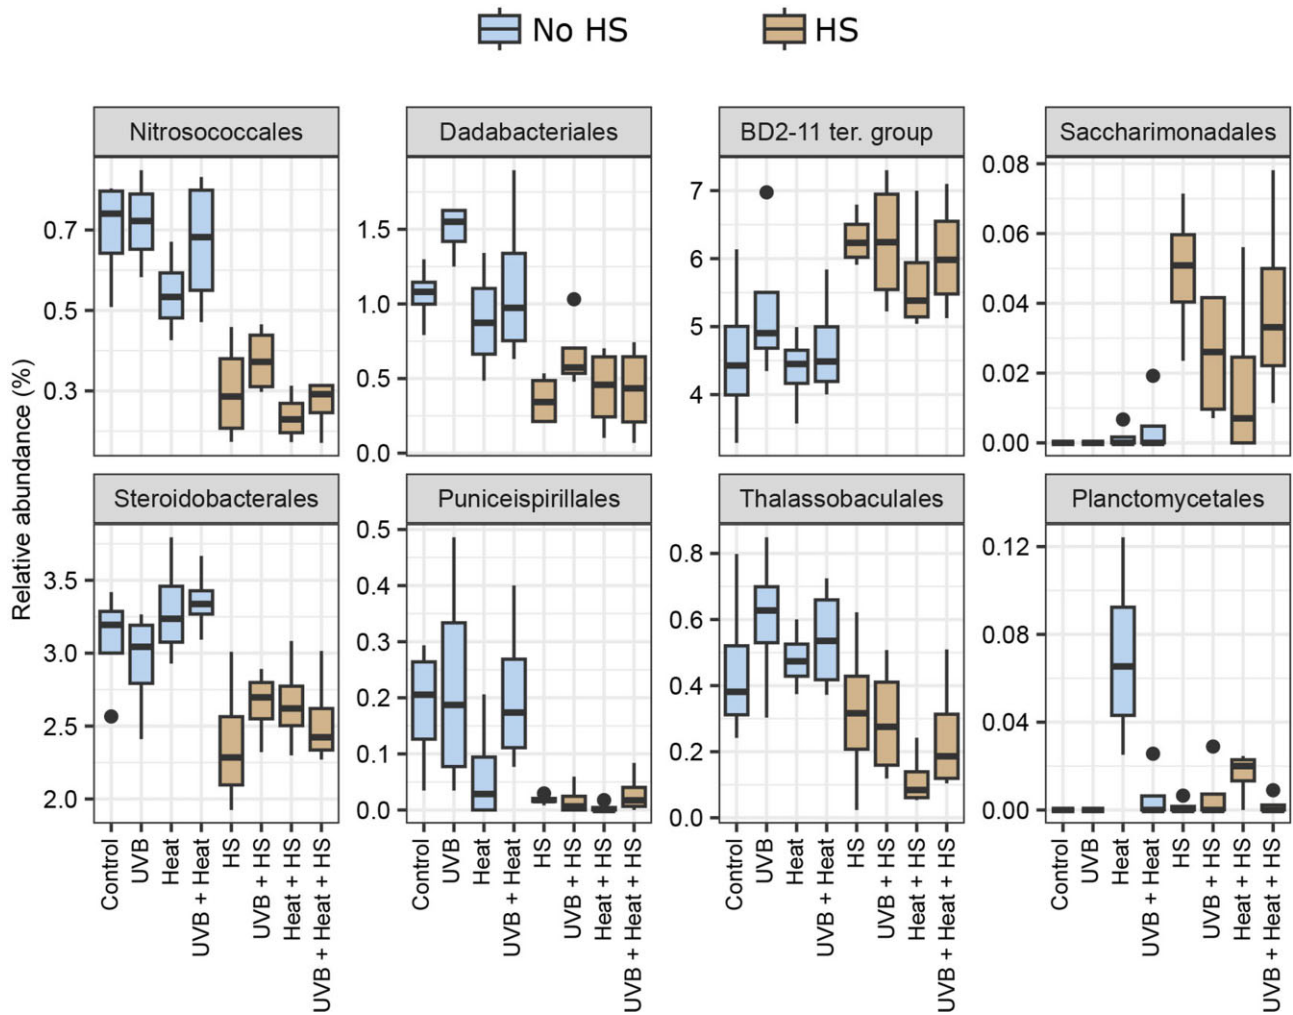 No HS HS
Nitrosococcales Dadabacteriales BD2-11 ter. group Saccharimonadales
0.7
0.5
0.3
1.5
1.0
0.5
0.0
7
6
5
4
0.08
0.06
0.04
0.02
0.00
Relative abundance (%)
Steroidobacterales Puniceispirillales Thalassobaculales Planctomycetales
3.5
3.0
2.5
2.0
0.5
0.4
0.3
0.2
0.1
0.0
0.8
0.6
0.4
0.2
0.0
0.12
0.08
0.04
0.00
Control
UVB
Heat
UVB + Heat
HS
UVB + HS
Heat + HS
UVB + Heat + HS
Control
UVB
Heat
UVB + Heat
HS
UVB + HS
Heat + HS
UVB + Heat + HS
Control
UVB
Heat
UVB + Heat
HS
UVB + HS
Heat + HS
UVB + Heat + HS
Control
UVB
Heat
UVB + Heat
HS
UVB + HS
Heat + HS
UVB + Heat + HS